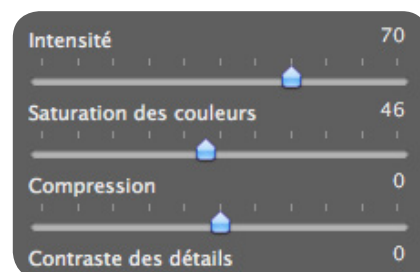 Intensité 70
Saturation des couleurs 46
Compression 0
Contraste des détails 0